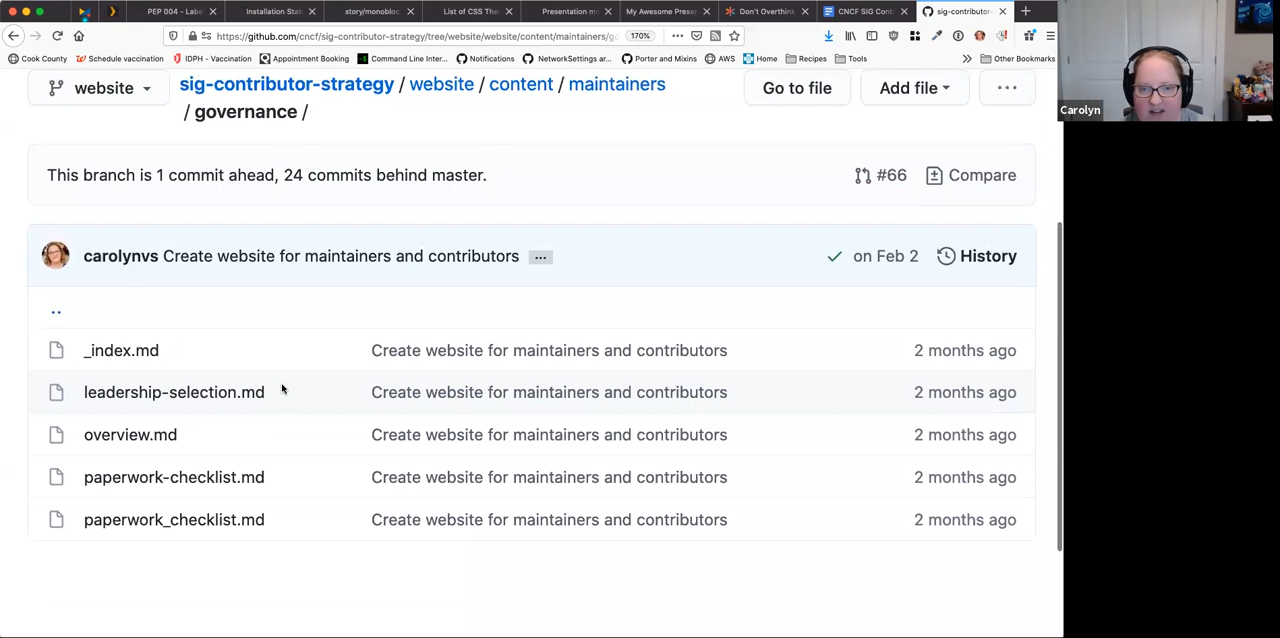 PEP 004 - Labe
Installation Stat
story/monobloc.
List of CSS The
Presentation mo
My Awesome Presen
Don't Overthink
CNCF SIG Cont
sig-contributor-
https://github.com/cncf/sig-contributor-strategy/tree/website/website/content/maintainers/gc
170%
Cook County
Schedule vaccination
IDPH - Vaccination
Appointment Booking
Command Line Inter...
Notifications
NetworkSettings ar...
Porter and Mixins
AWS
Home
Recipes
Tools
Other Bookmarks
website
sig-contributor-strategy / website / content / maintainers
/ governance /
Go to file
Add file
This branch is 1 commit ahead, 24 commits behind master.
#66
Compare
carolynvs Create website for maintainers and contributors
on Feb 2
History
..
_index.md Create website for maintainers and contributors 2 months ago
leadership-selection.md Create website for maintainers and contributors 2 months ago
overview.md Create website for maintainers and contributors 2 months ago
paperwork-checklist.md Create website for maintainers and contributors 2 months ago
paperwork_checklist.md Create website for maintainers and contributors 2 months ago
Carolyn